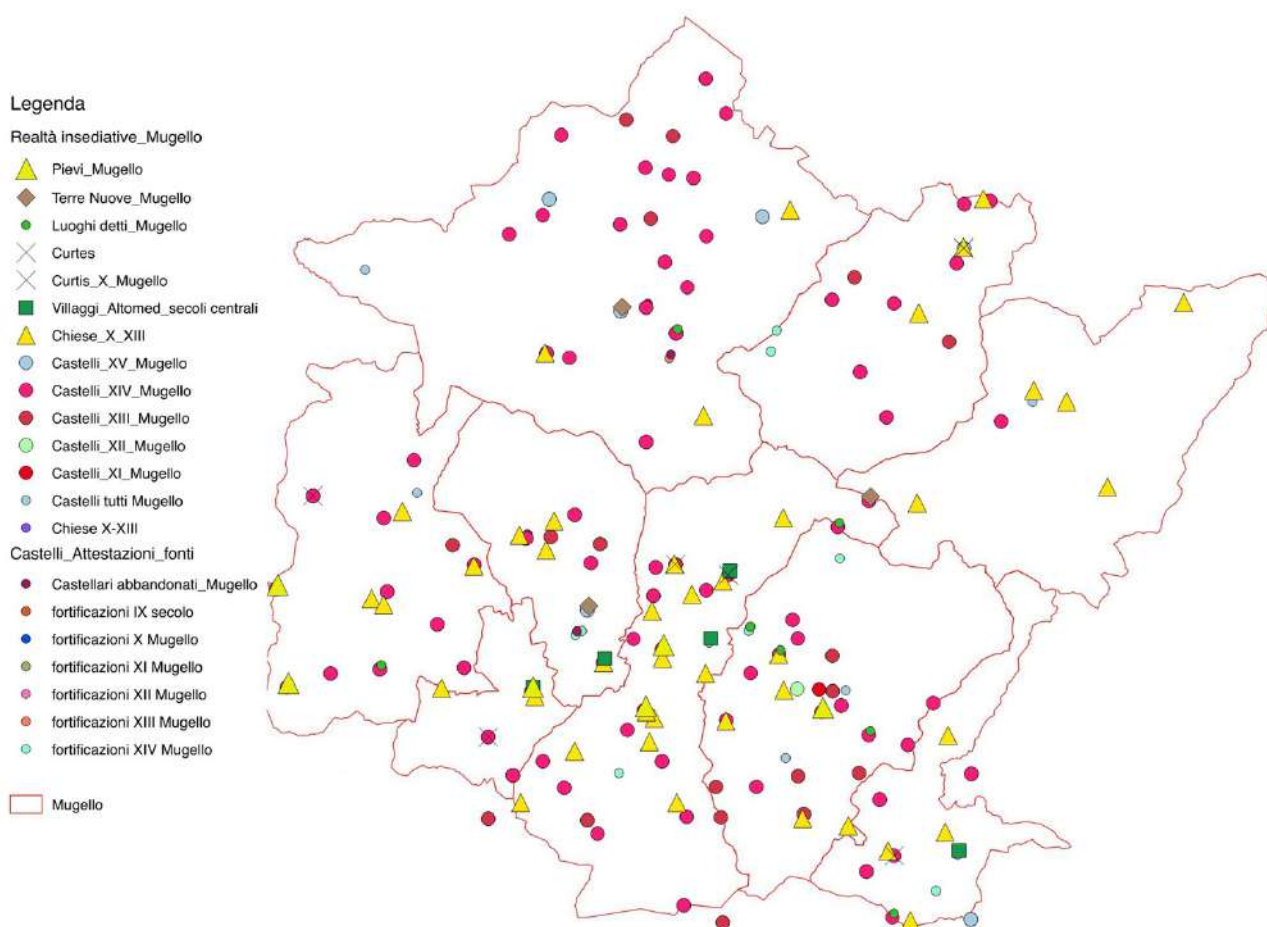 Legenda
Realtà insediative_Mugello
Pievi_Mugello
Terre Nuove_Mugello
Luoghi detti_Mugello
Curtes
Curtis_X_Mugello
Villaggi_Altomed_secoli centrali
Chiese_X_XIII
Castelli_XV_Mugello
Castelli_XIV_Mugello
Castelli_XIII_Mugello
Castelli_XII_Mugello
Castelli_XI_Mugello
Castelli tutti Mugello
Chiese X-XIII
Castelli_Attestazioni_fonti
Castellari abbandonati_Mugello
fortificazioni IX secolo
fortificazioni X Mugello
fortificazioni XI Mugello
fortificazioni XII Mugello
fortificazioni XIII Mugello
fortificazioni XIV Mugello
Mugello